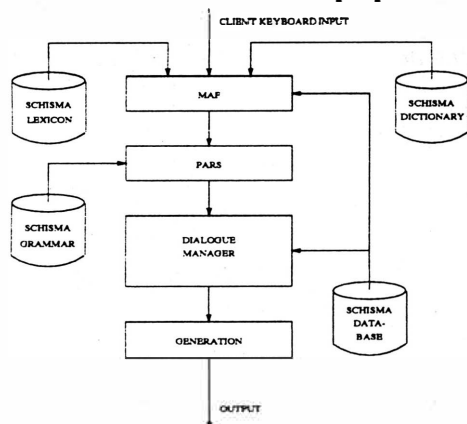 CLIENT KEYBOARD INPUT
MAF
SCHISMA
LEXICON
SCHISMA
DICTIONARY
PARS
SCHISMA
GRAMMAR
DIALOGUE
MANAGER
SCHISMA
DATA-
BASE
GENERATION
OUTPUT